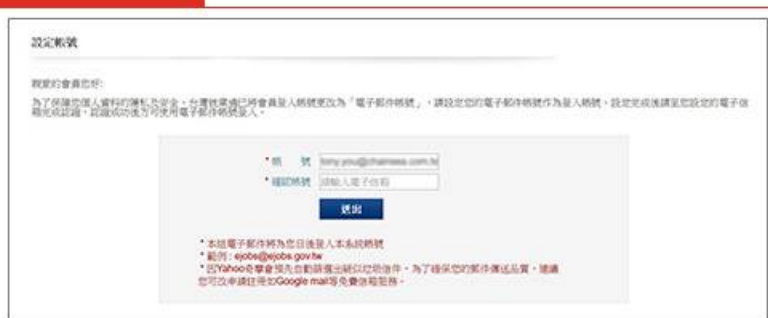 設定帳號
親愛的會員您好:
為了保障您個人資料的隱私及安全，台灣就業通已將會員登入帳號更改為「電子郵件帳號」，請設定您的電子郵件帳號作為登入帳號，設定完成後請至您設定的電子信
箱完成認證，認證成功後方可使用電子郵件帳號登入。
*帳 號
*確認帳號 請輸入電子信箱
送出
*本組電子郵件將為您日後登入本系統帳號
*範例：ejobs@ejobs.gov.tw
*因Yahoo奇摩會預先自動篩選出疑似垃圾信件，為了確保您的郵件傳送品質，建議
您可改申請註冊如Google mail等免費信箱服務。